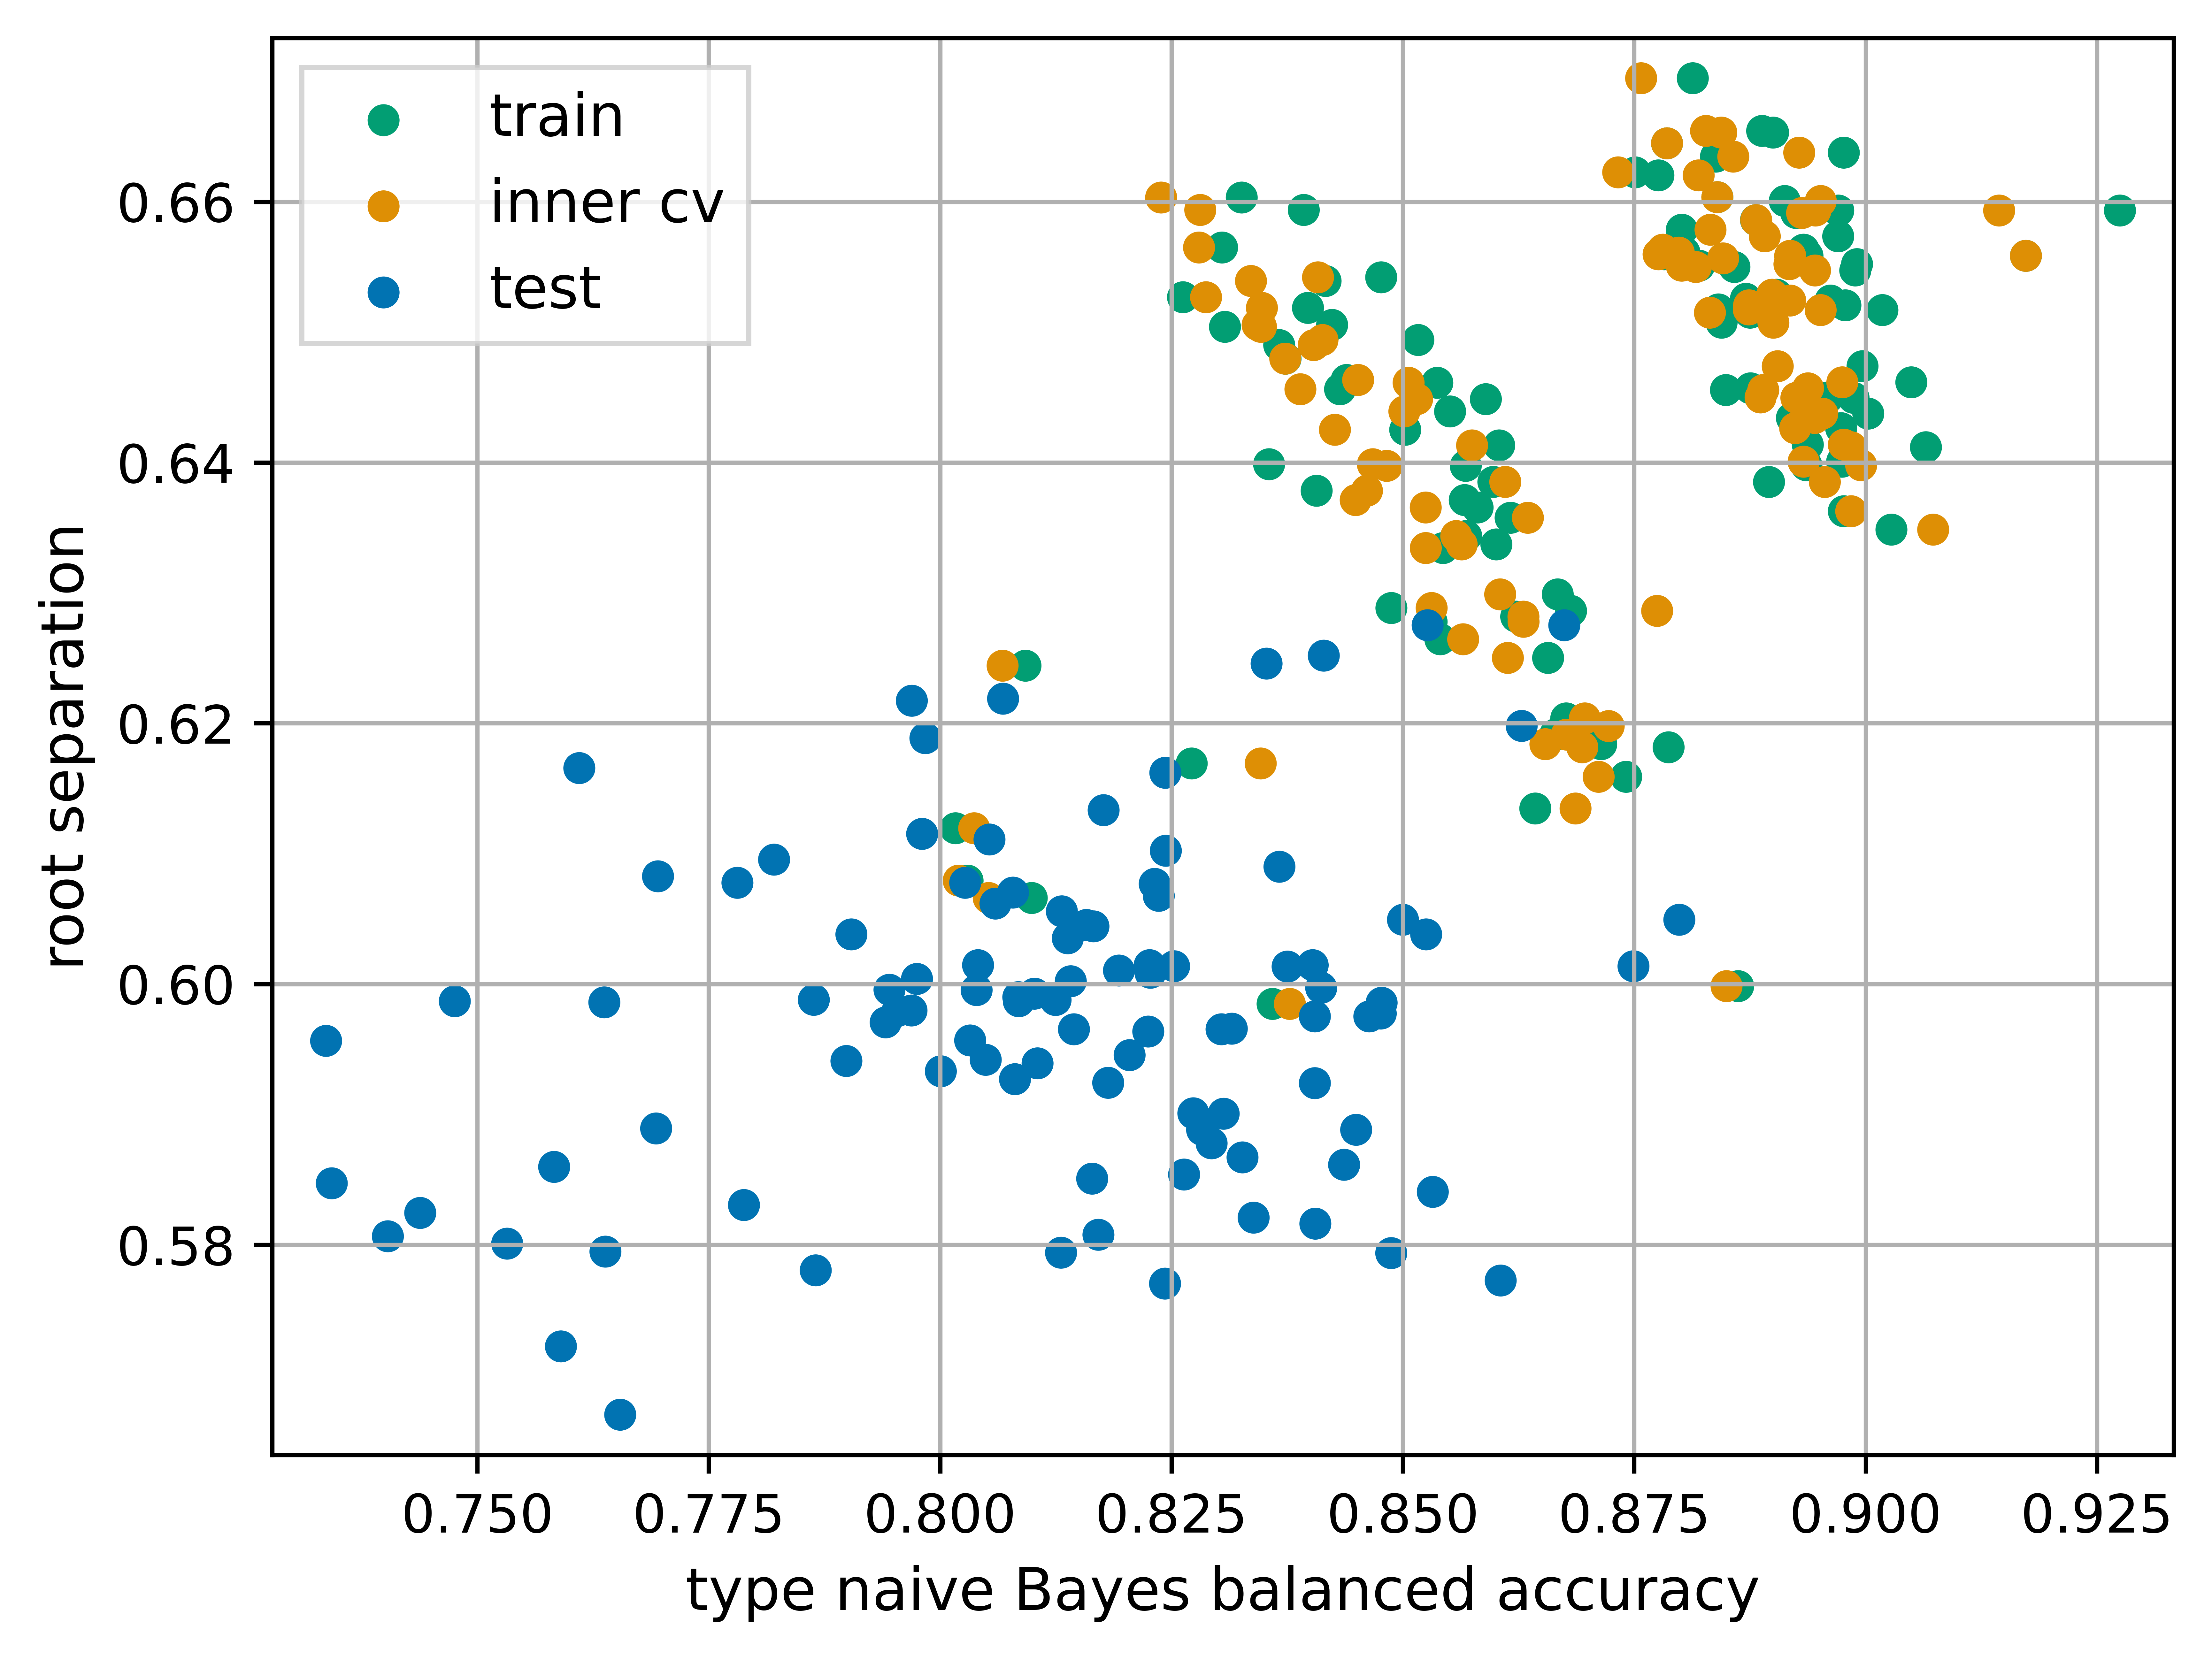 train
inner cv
test
root separation
0.66
0.64
0.62
0.60
0.58
0.750 0.775 0.800 0.825 0.850 0.875 0.900 0.925
type naive Bayes balanced accuracy